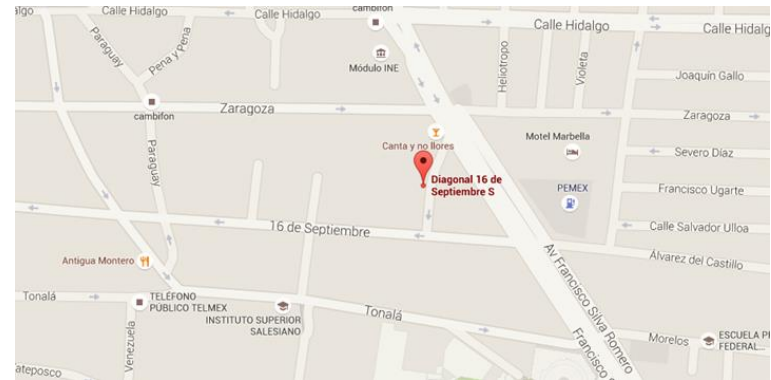 algo
Calle Hidalgo
Calle Hidalgo
cambifon
Calle Hidalgo
Calle Hidalg
Paraguay
Pena y Pena
Módulo INE
Heliotropo
Violeta
Joaquín Gallo
cambifon
Zaragoza
Zaragoza
Canta y no llores
Motel Marbella
Severo Díaz
Paraguay
Diagonal 16 de
Septiembre S
PEMEX
Francisco Ugarte
16 de Septiembre
Calle Salvador Ulloa
Antigua Montero
Álvarez del Castillo
Av Francisco Silva Romero
Tonalá
TELÉFONO
PÚBLICO TELMEX
INSTITUTO SUPERIOR
SALESIANO
Tonalá
Venezuela
Morelos
ESCUELA P
FEDERAL...
Francisco S
ateposco